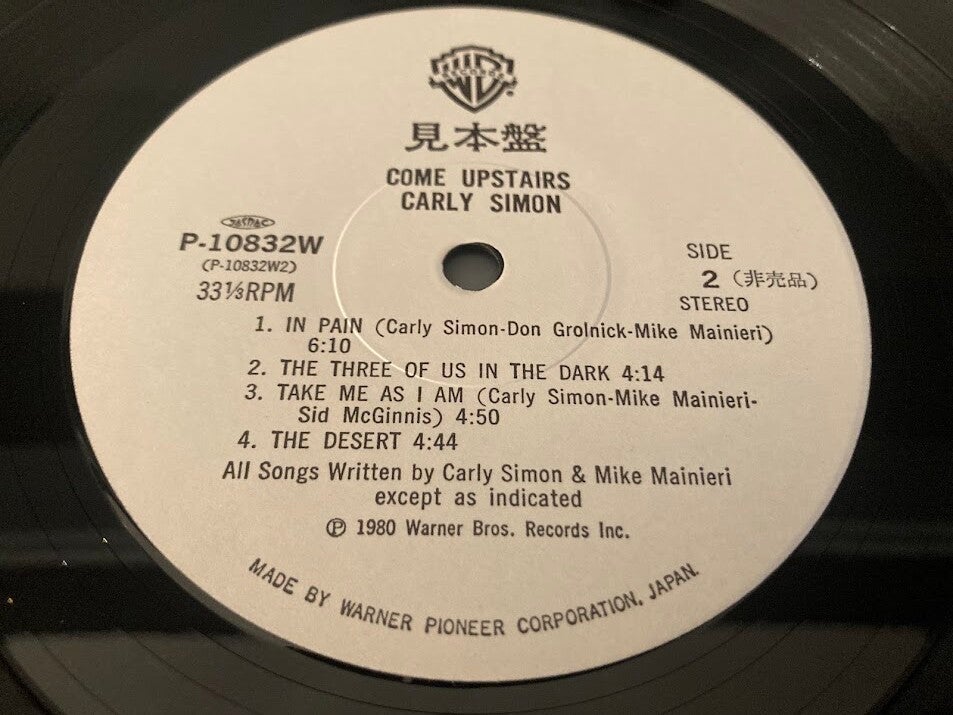 見本盤
COME UPSTAIRS
CARLY SIMON
JASRAC
P-10832W
(P-10832W2)
33⅓RPM
SIDE
2 (非売品)
STEREO
1. IN PAIN (Carly Simon-Don Grolnick-Mike Mainieri)
6:10
2. THE THREE OF US IN THE DARK 4:14
3. TAKE ME AS I AM (Carly Simon-Mike Mainieri-
Sid McGinnis) 4:50
4. THE DESERT 4:44
All Songs Written by Carly Simon & Mike Mainieri
except as indicated
℗ 1980 Warner Bros. Records Inc.
MADE BY WARNER PIONEER CORPORATION, JAPAN.